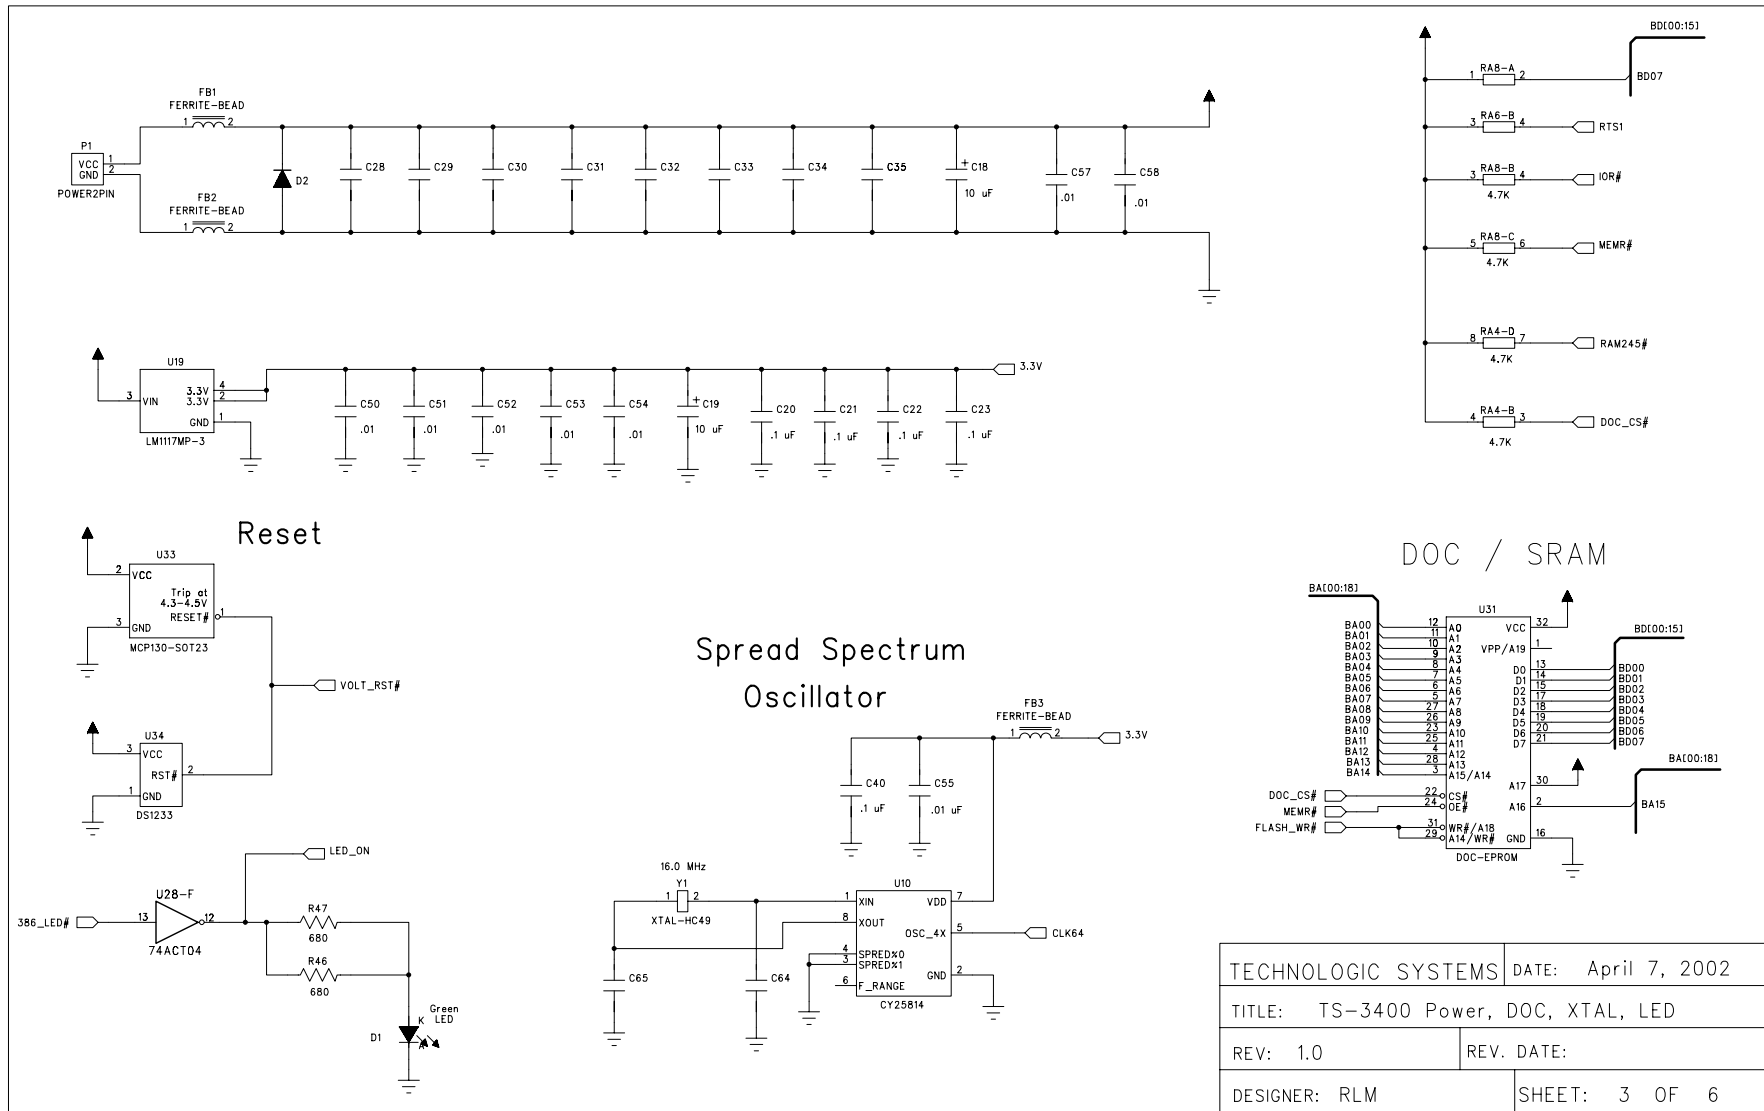 FB1
FERRITE-BEAD
1 2
P1
VCC 1
GND 2
POWER2PIN
D2
FB2
FERRITE-BEAD
1 2
C28
C29
C30
C31
C32
C33
C34
C35
+ C18
10 uF
C57
.01
C58
.01
BD[00:15]
RA8-A
1 2
BD07
RA6-B
3 4
RTS1
RA8-B
3 4
IOR#
4.7K
RA8-C
5 6
MEMR#
4.7K
RA4-D
8 7
RAM245#
4.7K
RA4-B
4 3
DOC_CS#
4.7K
U19
3 VIN
3.3V 4
3.3V 2
GND 1
LM1117MP-3
C50
.01
C51
.01
C52
.01
C53
.01
C54
.01
+ C19
10 uF
C20
.1 uF
C21
.1 uF
C22
.1 uF
C23
.1 uF
3.3V
Reset
U33
2 VCC
Trip at
4.3-4.5V
RESET# 1
3 GND
MCP130-SOT23
VOLT_RST#
U34
3 VCC
RST# 2
1 GND
DS1233
LED_ON
U28-F
386_LED# 13 12
74ACT04
R47
680
R46
680
Green
LED
K
A
D1
Spread Spectrum
Oscillator
FB3
FERRITE-BEAD
1 2
3.3V
C40
.1 uF
C55
.01 uF
16.0 MHz
Y1
1 2
XTAL-HC49
C65
C64
U10
1 XIN
8 XOUT
4 SPRED%0
3 SPRED%1
6 F_RANGE
VDD 7
OSC_4X 5
GND 2
CY25814
CLK64
DOC / SRAM
BA[00:18]
U31
BA00 12 A0
BA01 11 A1
BA02 10 A2
BA03 9 A3
BA04 8 A4
BA05 7 A5
BA06 6 A6
BA07 5 A7
BA08 27 A8
BA09 26 A9
BA10 23 A10
BA11 25 A11
BA12 4 A12
BA13 28 A13
BA14 3 A15/A14
DOC_CS# 22 CS#
MEMR# 24 OE#
FLASH_WR# 31 WR#/A18
29 A14/WR#
VCC 32
VPP/A19 1
BD[00:15]
D0 13 BD00
D1 14 BD01
D2 15 BD02
D3 17 BD03
D4 18 BD04
D5 19 BD05
D6 20 BD06
D7 21 BD07
BA[00:18]
A17 30
A16 2 BA15
GND 16
DOC-EPROM
TECHNOLOGIC SYSTEMS DATE: April 7, 2002
TITLE: TS-3400 Power, DOC, XTAL, LED
REV: 1.0 REV. DATE:
DESIGNER: RLM SHEET: 3 OF 6